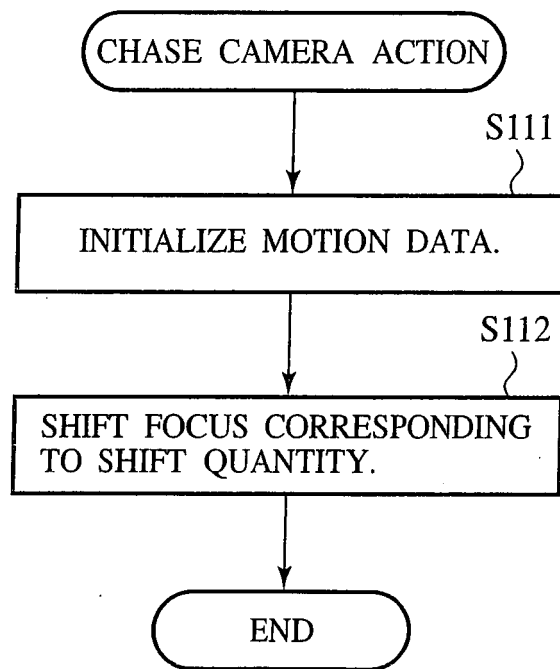 CHASE CAMERA ACTION
S111
INITIALIZE MOTION DATA.
S112
SHIFT FOCUS CORRESPONDING
TO SHIFT QUANTITY.
END